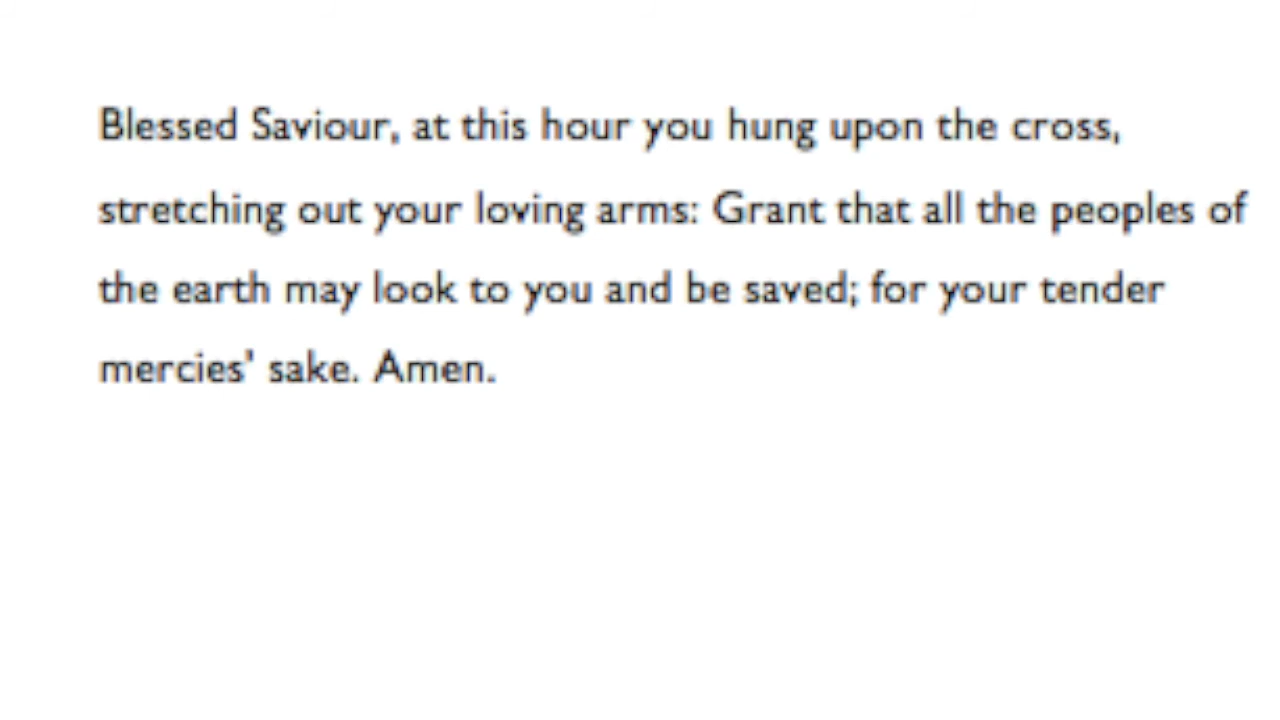 Blessed Saviour, at this hour you hung upon the cross,
stretching out your loving arms: Grant that all the peoples of
the earth may look to you and be saved; for your tender
mercies' sake. Amen.